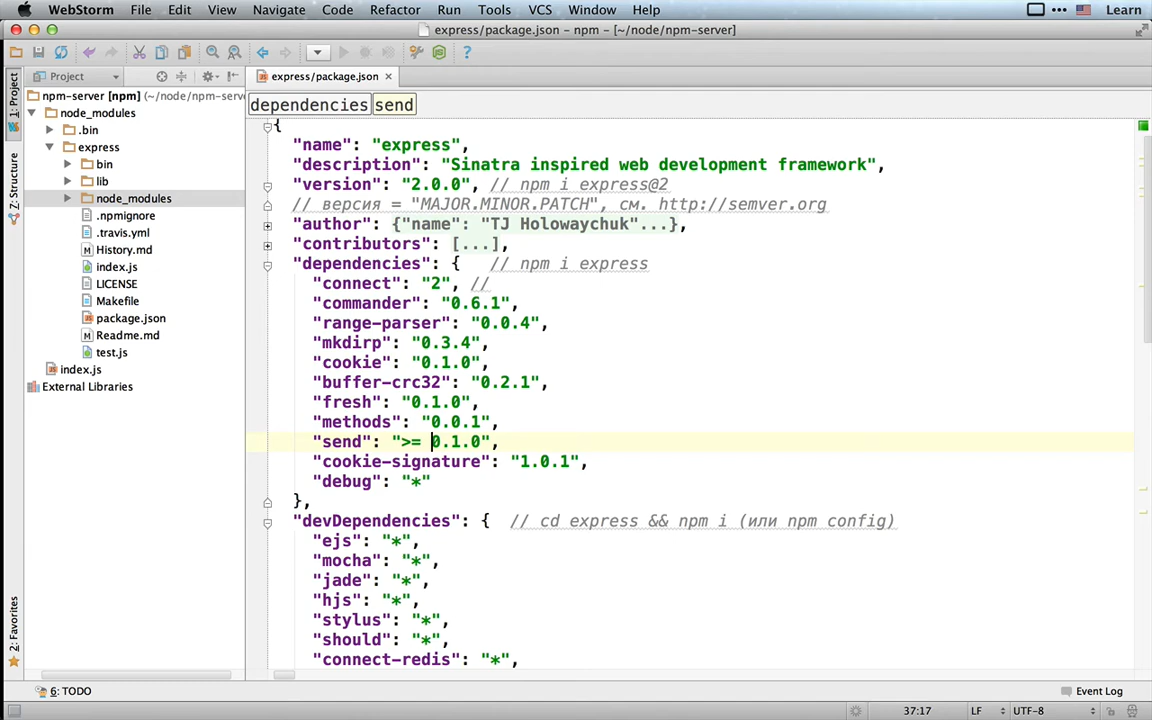 WebStorm File Edit View Navigate Code Refactor Run Tools VCS Window Help Learn
express/package.json - npm - [~/node/npm-server]
Project
express/package.json
1: Project
Z: Structure
2: Favorites
npm-server [npm] (~/node/npm-serv
node_modules
.bin
express
bin
lib
node_modules
.npmignore
.travis.yml
History.md
index.js
LICENSE
Makefile
package.json
Readme.md
test.js
index.js
External Libraries
dependencies send
{
"name": "express",
"description": "Sinatra inspired web development framework",
"version": "2.0.0", // npm i express@2
// версия = "MAJOR.MINOR.PATCH", см. http://semver.org
"author": {"name": "TJ Holowaychuk"...},
"contributors": [...],
"dependencies": { // npm i express
"connect": "2", //
"commander": "0.6.1",
"range-parser": "0.0.4",
"mkdirp": "0.3.4",
"cookie": "0.1.0",
"buffer-crc32": "0.2.1",
"fresh": "0.1.0",
"methods": "0.0.1",
"send": ">= 0.1.0",
"cookie-signature": "1.0.1",
"debug": "*"
},
"devDependencies": { // cd express && npm i (или npm config)
"ejs": "*",
"mocha": "*",
"jade": "*",
"hjs": "*",
"stylus": "*",
"should": "*",
"connect-redis": "*",
6: TODO Event Log
37:17 LF UTF-8